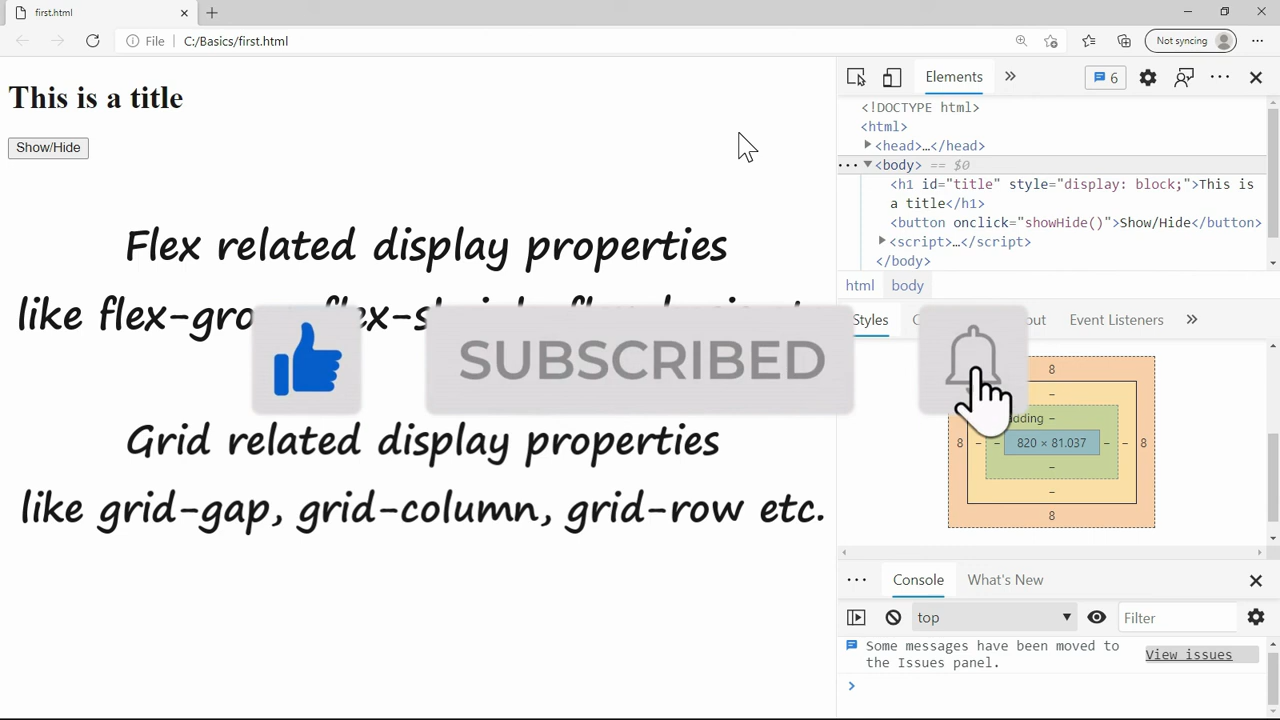 first.html
File C:/Basics/first.html
Not syncing
This is a title
Show/Hide
Flex related display properties
like
Grid related display properties
like grid-gap, grid-column, grid-row etc.
SUBSCRIBED
Elements
6
<!DOCTYPE html>
<html>
<head>…</head>
<body> == $0
<h1 id="title" style="display: block;">This is
a title</h1>
<button onclick="showHide()">Show/Hide</button>
<script>…</script>
</body>
html body
Styles Event Listeners
8
8 – – 820 × 81.037 – – 8
–
–
8
Console What's New
top Filter
Some messages have been moved to
the Issues panel.
View issues